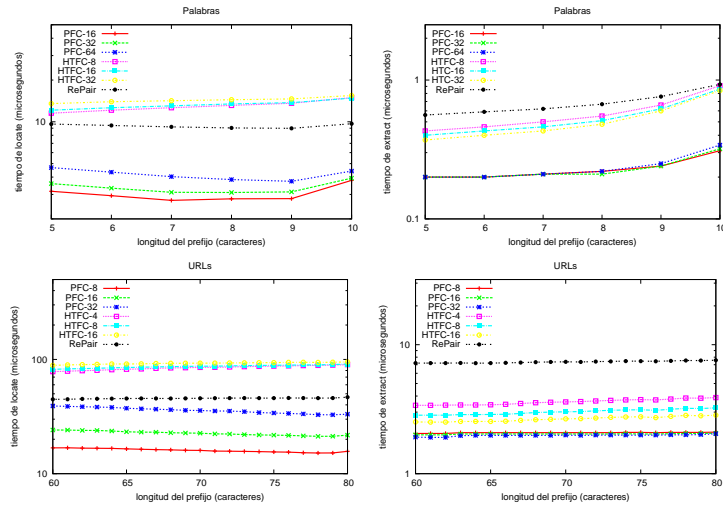 Palabras
PFC-16
PFC-32
PFC-64
HTFC-8
HTC-16
HTFC-32
RePair
10
5 6 7 8 9 10
tiempo de locate (microsegundos)
longitud del prefijo (caracteres)
Palabras
PFC-16
PFC-32
PFC-64
HTFC-8
HTC-16
HTFC-32
RePair
1
0.1
5 6 7 8 9 10
tiempo de extract (microsegundos)
longitud del prefijo (caracteres)
URLs
PFC-8
PFC-16
PFC-32
HTFC-4
HTFC-8
HTFC-16
RePair
100
10
60 65 70 75 80
tiempo de locate (microsegundos)
longitud del prefijo (caracteres)
URLs
PFC-8
PFC-16
PFC-32
HTFC-4
HTFC-8
HTFC-16
RePair
10
1
60 65 70 75 80
tiempo de extract (microsegundos)
longitud del prefijo (caracteres)